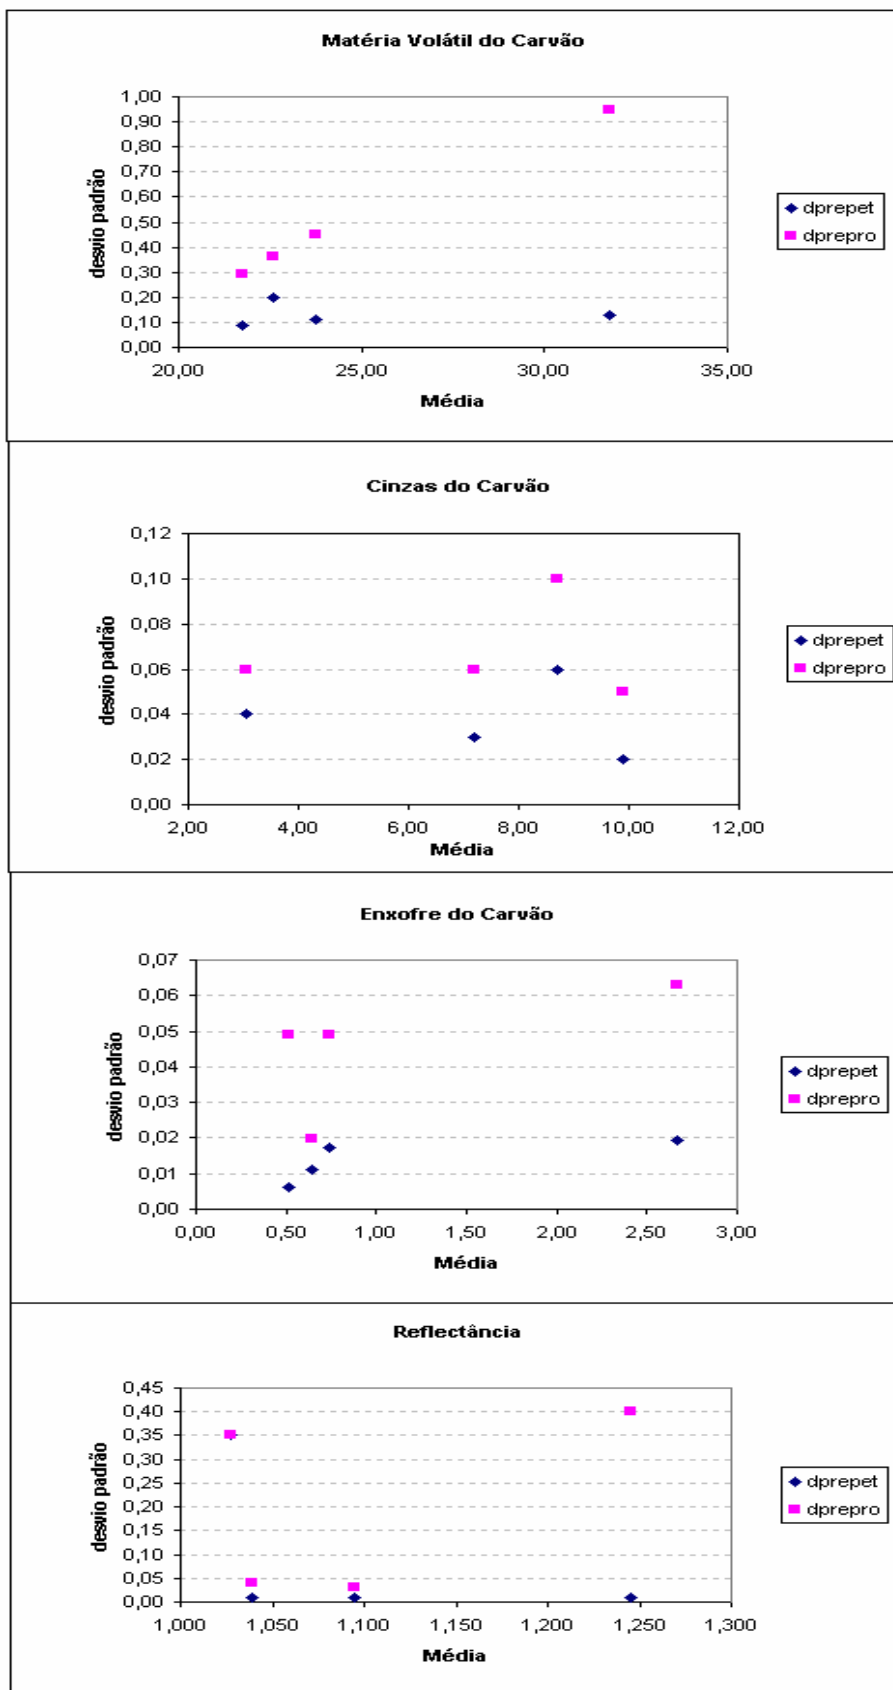 Matéria Volátil do Carvão
1,00
0,90
0,80
0,70
0,60
0,50
0,40
0,30
0,20
0,10
0,00
desvio padrão
20,00 25,00 30,00 35,00
Média
dprepet
dprepro
Cinzas do Carvão
0,12
0,10
0,08
0,06
0,04
0,02
0,00
desvio padrão
2,00 4,00 6,00 8,00 10,00 12,00
Média
dprepet
dprepro
Enxofre do Carvão
0,07
0,06
0,05
0,04
0,03
0,02
0,01
0,00
desvio padrão
0,00 0,50 1,00 1,50 2,00 2,50 3,00
Média
dprepet
dprepro
Reflectância
0,45
0,40
0,35
0,30
0,25
0,20
0,15
0,10
0,05
0,00
desvio padrão
1,000 1,050 1,100 1,150 1,200 1,250 1,300
Média
dprepet
dprepro